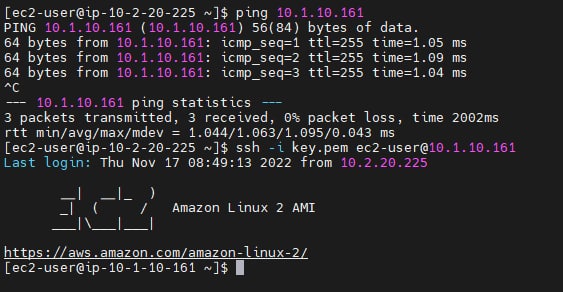 [ec2-user@ip-10-2-20-225 ~]$ ping 10.1.10.161
PING 10.1.10.161 (10.1.10.161) 56(84) bytes of data.
64 bytes from 10.1.10.161: icmp_seq=1 ttl=255 time=1.05 ms
64 bytes from 10.1.10.161: icmp_seq=2 ttl=255 time=1.09 ms
64 bytes from 10.1.10.161: icmp_seq=3 ttl=255 time=1.04 ms
^C
--- 10.1.10.161 ping statistics ---
3 packets transmitted, 3 received, 0% packet loss, time 2002ms
rtt min/avg/max/mdev = 1.044/1.063/1.095/0.043 ms
[ec2-user@ip-10-2-20-225 ~]$ ssh -i key.pem ec2-user@10.1.10.161
Last login: Thu Nov 17 08:49:13 2022 from 10.2.20.225
       __|  __|_  )
       _|  (     /   Amazon Linux 2 AMI
      ___|\___|___|
https://aws.amazon.com/amazon-linux-2/
[ec2-user@ip-10-1-10-161 ~]$